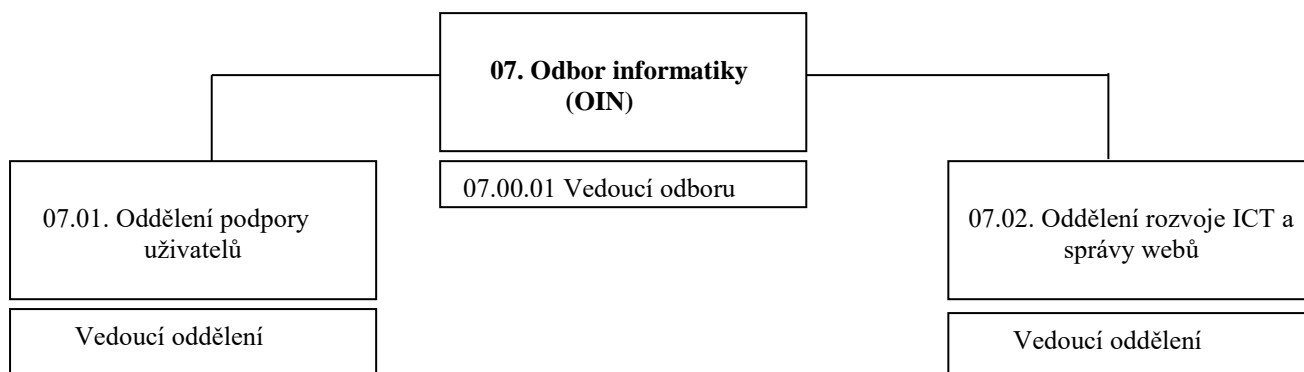 07. Odbor informatiky
(OIN)
07.00.01 Vedoucí odboru
07.01. Oddělení podpory
uživatelů
Vedoucí oddělení
07.02. Oddělení rozvoje ICT a
správy webů
Vedoucí oddělení